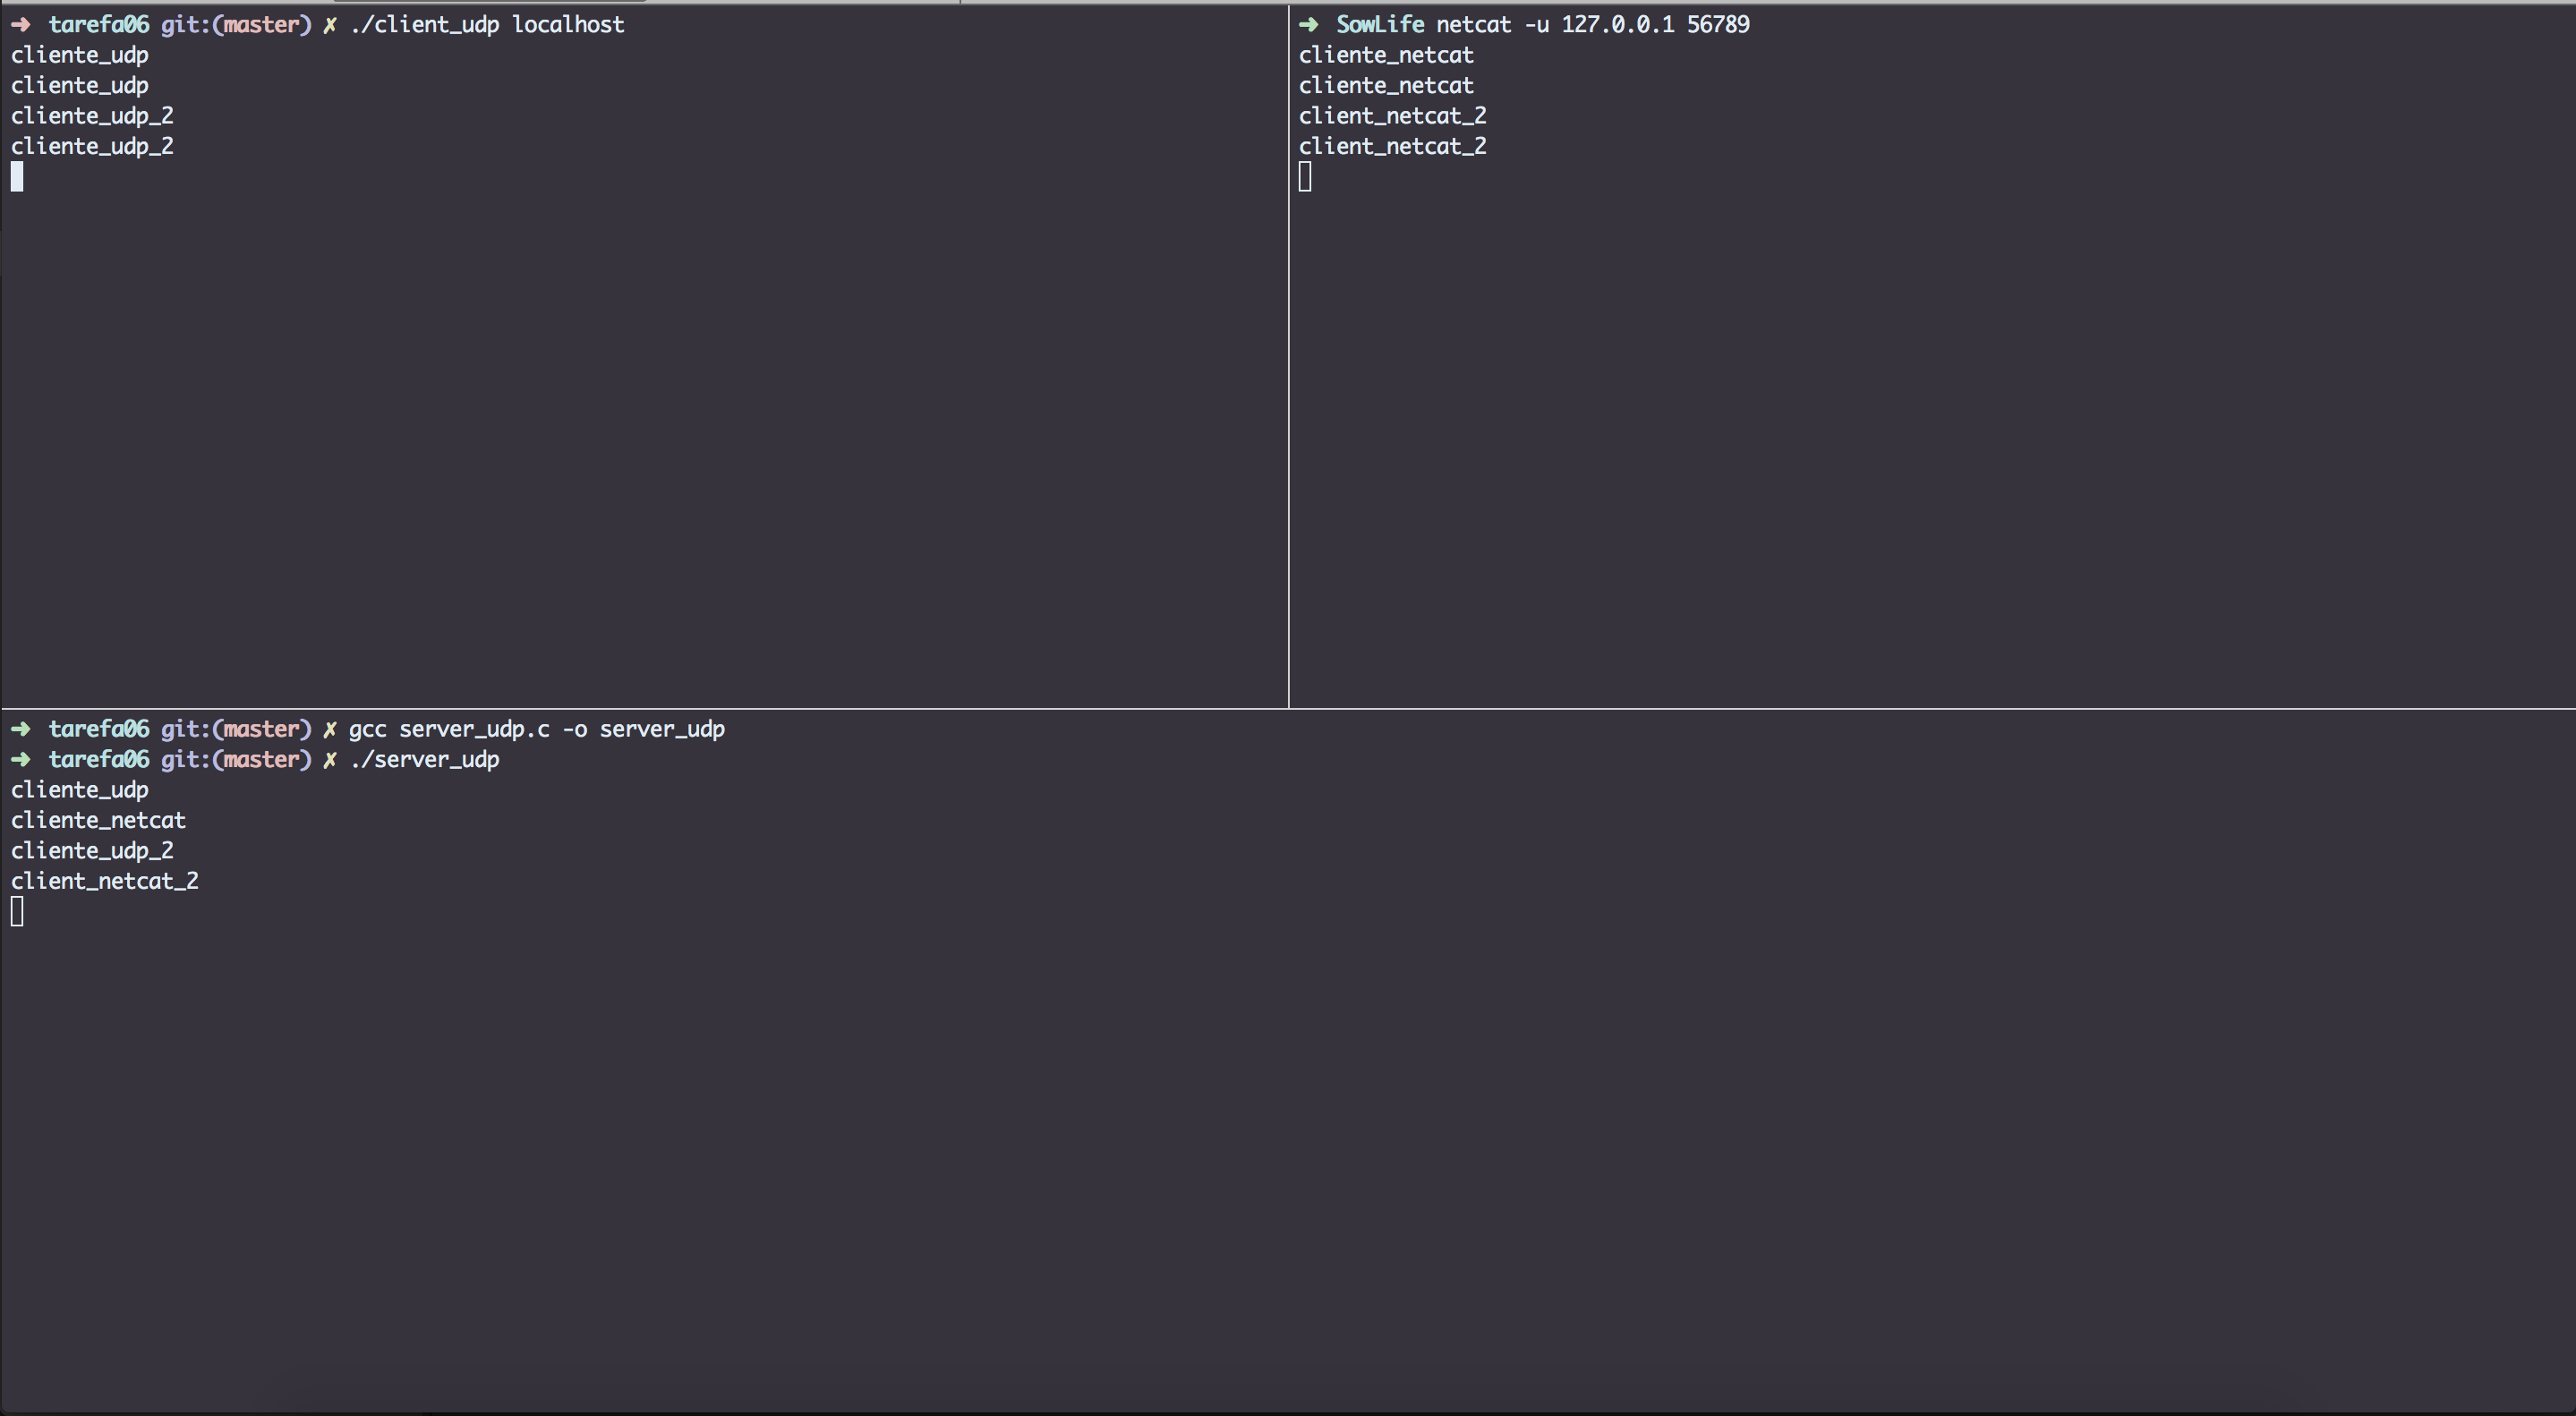 ➜ tarefa06 git:(master) ✗ ./client_udp localhost
cliente_udp
cliente_udp
cliente_udp_2
cliente_udp_2
➜ SowLife netcat -u 127.0.0.1 56789
cliente_netcat
cliente_netcat
client_netcat_2
client_netcat_2
➜ tarefa06 git:(master) ✗ gcc server_udp.c -o server_udp
➜ tarefa06 git:(master) ✗ ./server_udp
cliente_udp
cliente_netcat
cliente_udp_2
client_netcat_2